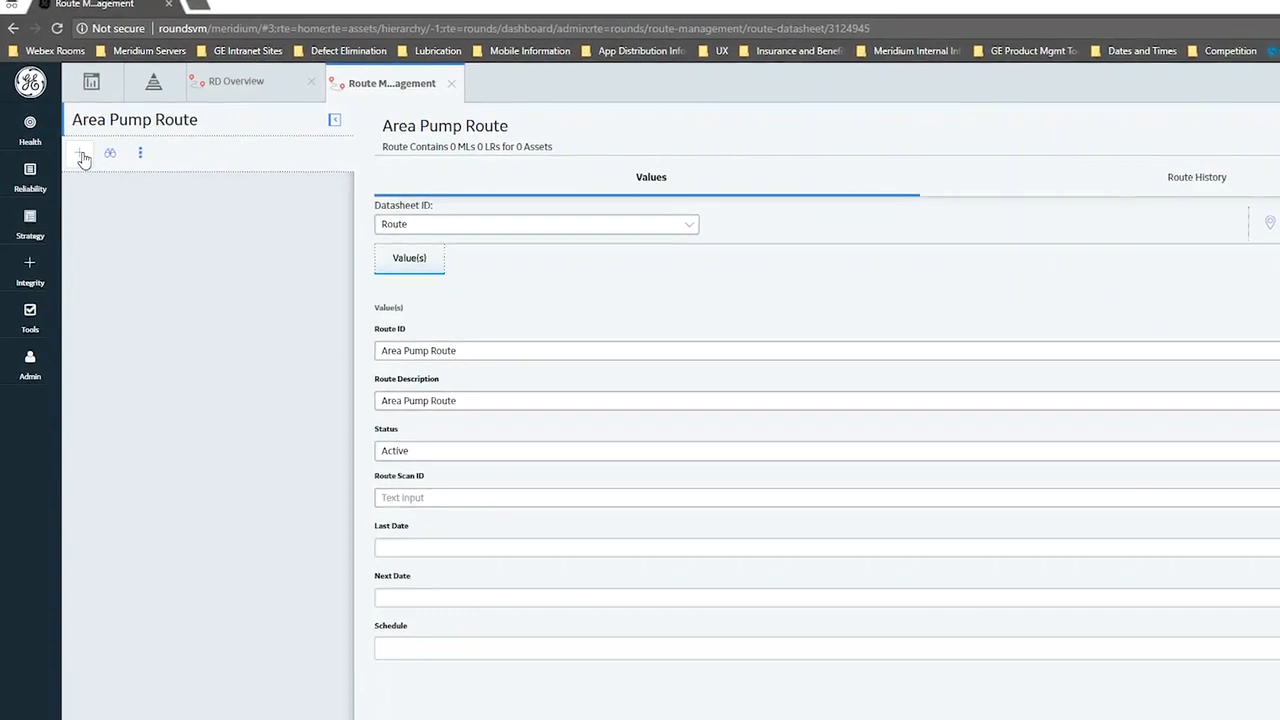 Route M...agement
Not secure roundsvm/meridium/#3;rte=home;rte=assets/hierarchy/-1;rte=rounds/dashboard/admin;rte=rounds/route-management/route-datasheet/3124945
Webex Rooms Meridium Servers GE Intranet Sites Defect Elimination Lubrication Mobile Information App Distribution Info UX Insurance and Benefi Meridium Internal In GE Product Mgmt To Dates and Times Competition
RD Overview Route M...agement
Area Pump Route
Health
Reliability
Strategy
Integrity
Tools
Admin
Area Pump Route
Route Contains 0 MLs 0 LRs for 0 Assets
Values Route History
Datasheet ID:
Route
Value(s)
Value(s)
Route ID
Area Pump Route
Route Description
Area Pump Route
Status
Active
Route Scan ID
Text input
Last Date
Next Date
Schedule